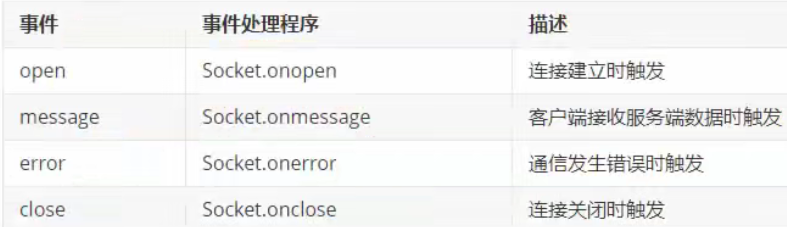 事件 事件处理程序 描述
open Socket.onopen 连接建立时触发
message Socket.onmessage 客户端接收服务端数据时触发
error Socket.onerror 通信发生错误时触发
close Socket.onclose 连接关闭时触发